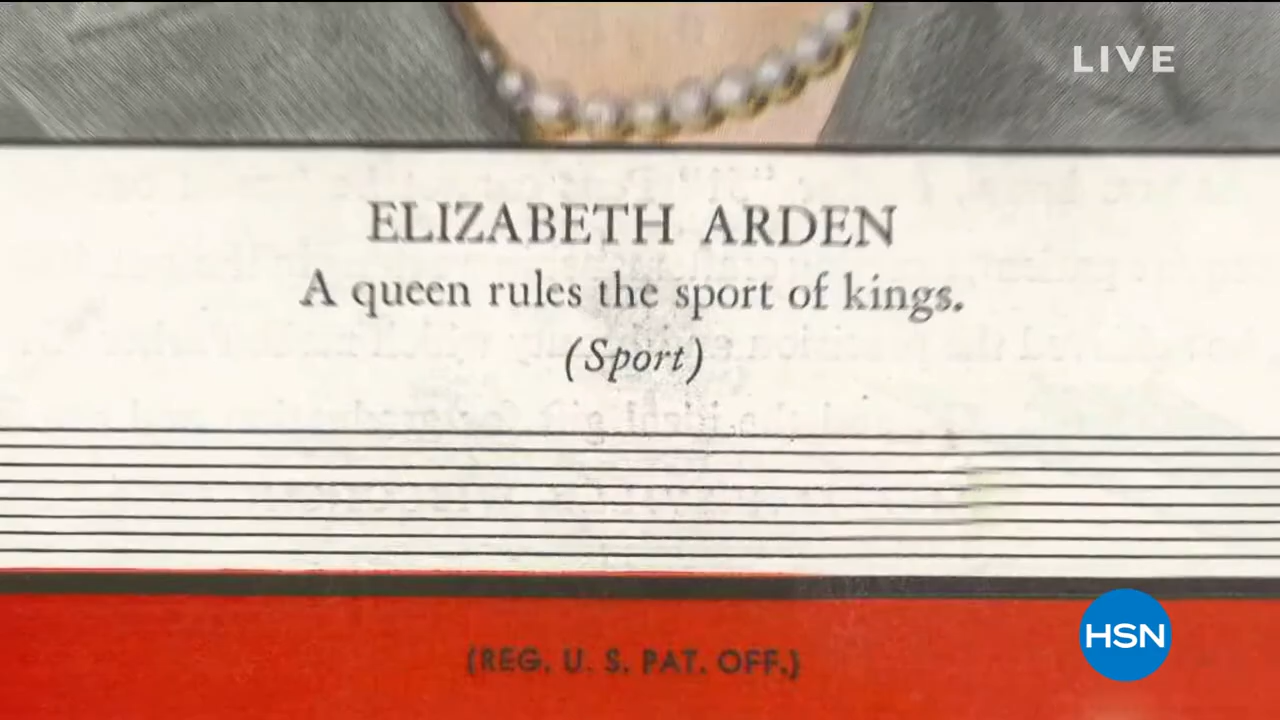 LIVE
ELIZABETH ARDEN
A queen rules the sport of kings.
(Sport)
HSN
(REG. U. S. PAT. OFF.)